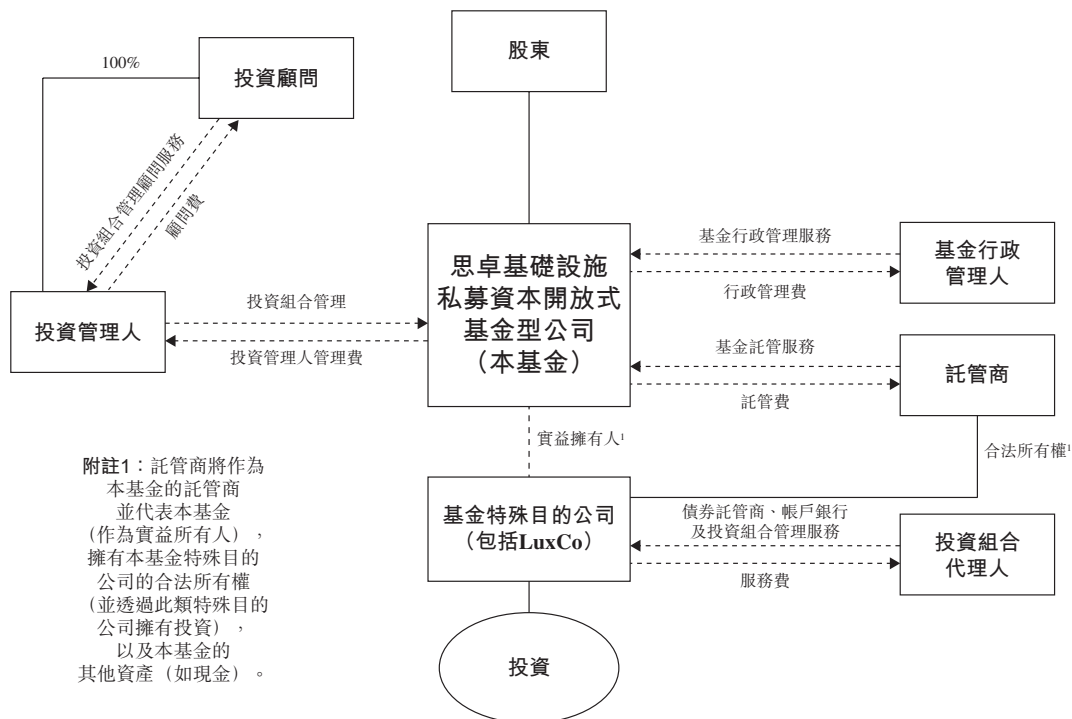 股東
100%
投資顧問
投資組合管理顧問服務
顧問費
思卓基礎設施
私募資本開放式
基金型公司
（本基金）
基金行政管理服務
行政管理費
基金行政
管理人
投資組合管理
投資管理人
投資管理人管理費
基金託管服務
託管費
託管商
實益擁有人¹
合法所有權¹
附註1：託管商將作為
本基金的託管商
並代表本基金
（作為實益所有人），
擁有本基金特殊目的
公司的合法所有權
（並透過此類特殊目的
公司擁有投資），
以及本基金的
其他資產（如現金）。
基金特殊目的公司
（包括LuxCo）
債券託管商、帳戶銀行
及投資組合管理服務
服務費
投資組合
代理人
投資